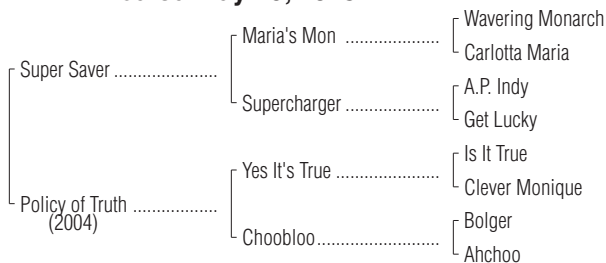 Wavering Monarch
Maria's Mon ....................
Carlotta Maria
Super Saver ......................
A.P. Indy
Supercharger ....................
Get Lucky
Is It True
Yes It's True ......................
Clever Monique
Policy of Truth ..................
(2004)
Bolger
Choobloo..........................
Ahchoo